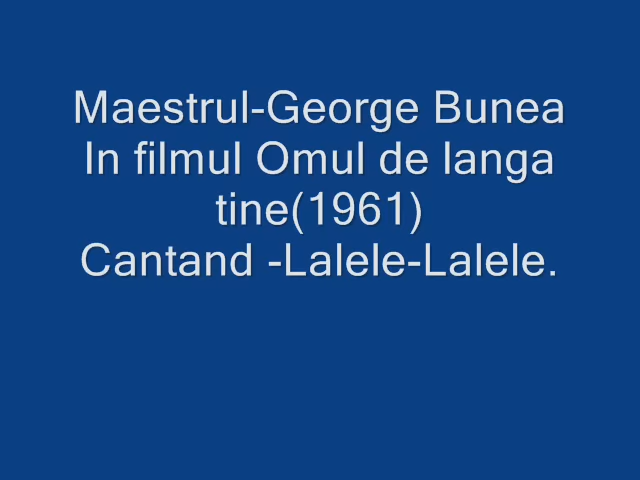 Maestrul-George Bunea
In filmul Omul de langa
tine(1961)
Cantand -Lalele-Lalele.